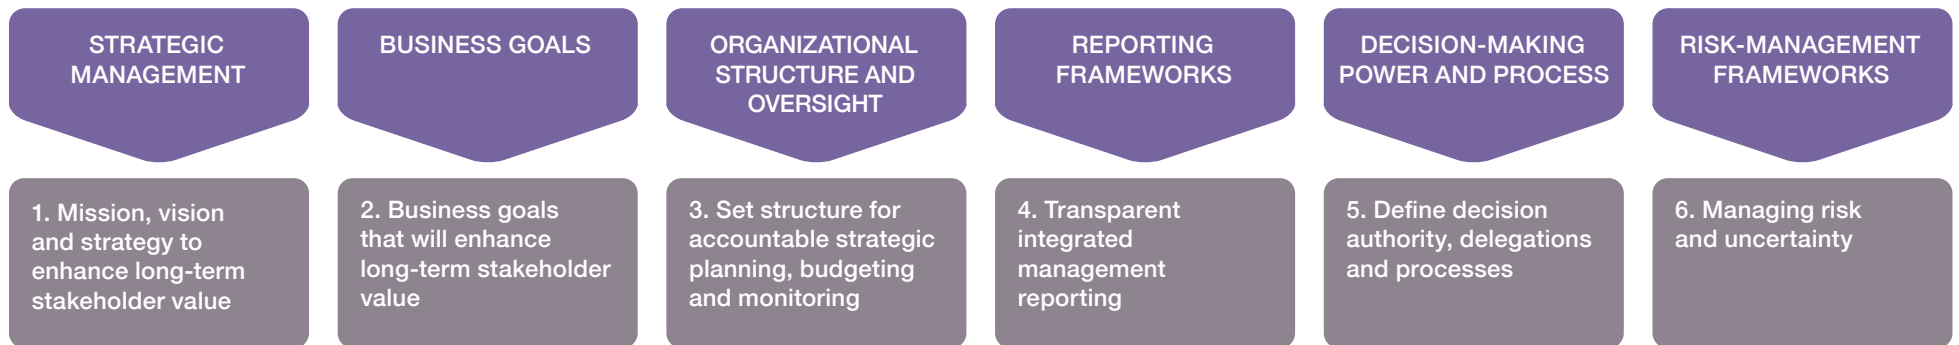 STRATEGIC
MANAGEMENT
BUSINESS GOALS
ORGANIZATIONAL
STRUCTURE AND
OVERSIGHT
REPORTING
FRAMEWORKS
DECISION-MAKING
POWER AND PROCESS
RISK-MANAGEMENT
FRAMEWORKS
1. Mission, vision
and strategy to
enhance long-term
stakeholder value
2. Business goals
that will enhance
long-term stakeholder
value
3. Set structure for
accountable strategic
planning, budgeting
and monitoring
4. Transparent
integrated
management
reporting
5. Define decision
authority, delegations
and processes
6. Managing risk
and uncertainty